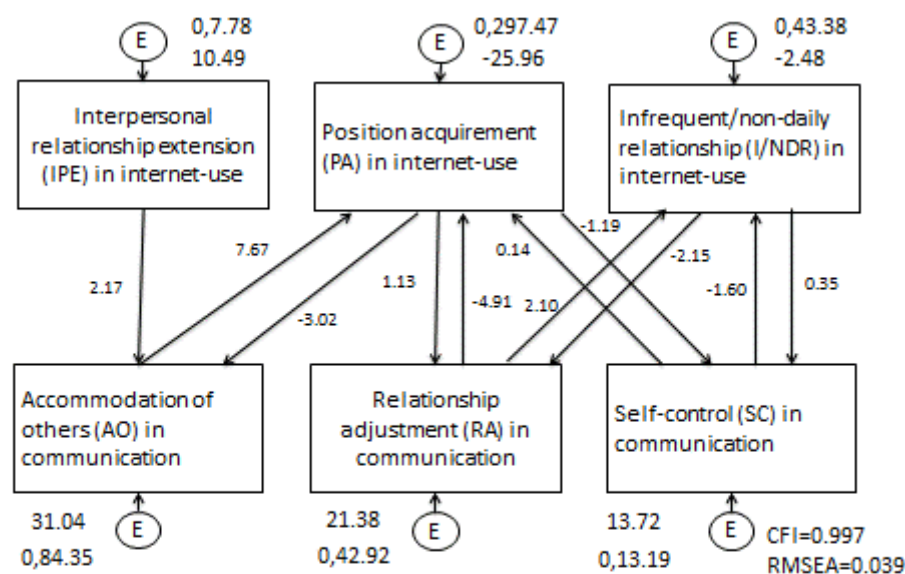 E
0,7.78
10.49
E
0,297.47
-25.96
E
0,43.38
-2.48
Interpersonal
relationship extension
(IPE) in internet-use
Position acquirement
(PA) in internet-use
Infrequent/non-daily
relationship (I/NDR) in
internet-use
2.17
7.67
-3.02
1.13
-4.91
0.14
2.10
-1.19
-2.15
-1.60
0.35
Accommodation of
others (AO) in
communication
Relationship
adjustment (RA) in
communication
Self-control (SC) in
communication
31.04
0,84.35
E
21.38
0,42.92
E
13.72
0,13.19
E
CFI=0.997
RMSEA=0.039